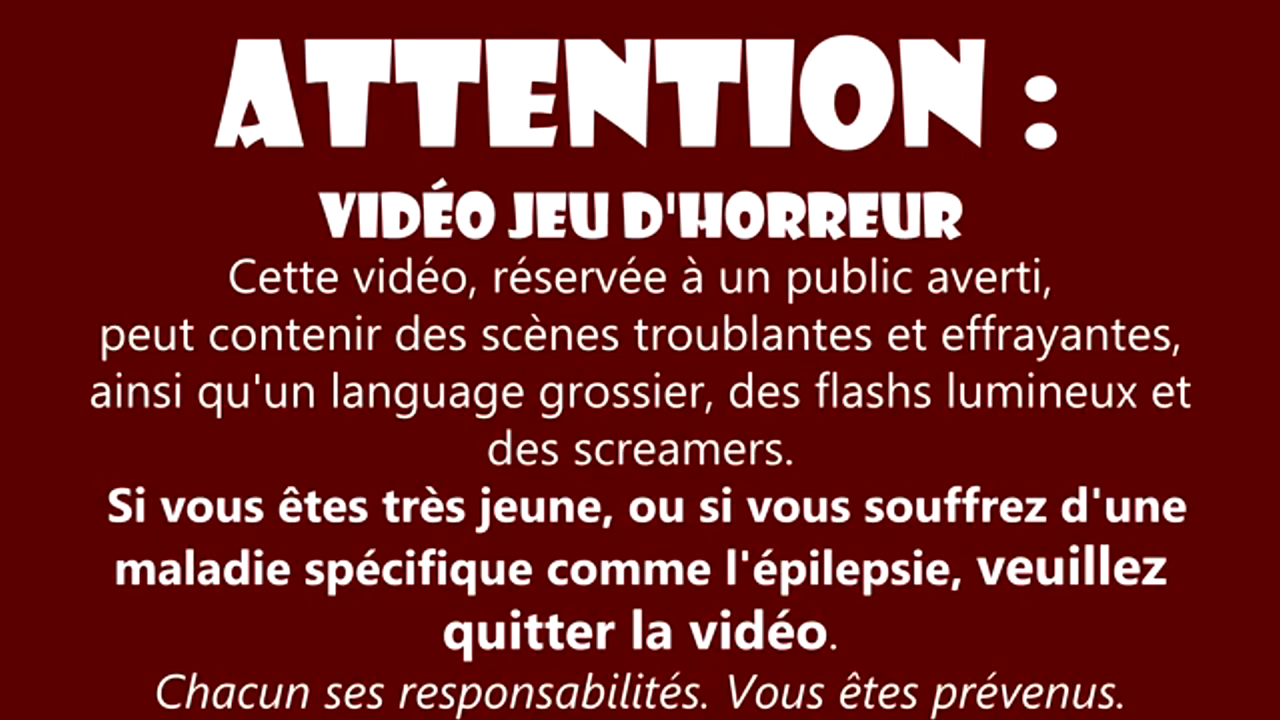 ATTENTION :
VIDÉO JEU D'HORREUR
Cette vidéo, réservée à un public averti,
peut contenir des scènes troublantes et effrayantes,
ainsi qu'un language grossier, des flashs lumineux et
des screamers.
Si vous êtes très jeune, ou si vous souffrez d'une
maladie spécifique comme l'épilepsie, veuillez
quitter la vidéo.
Chacun ses responsabilités. Vous êtes prévenus.